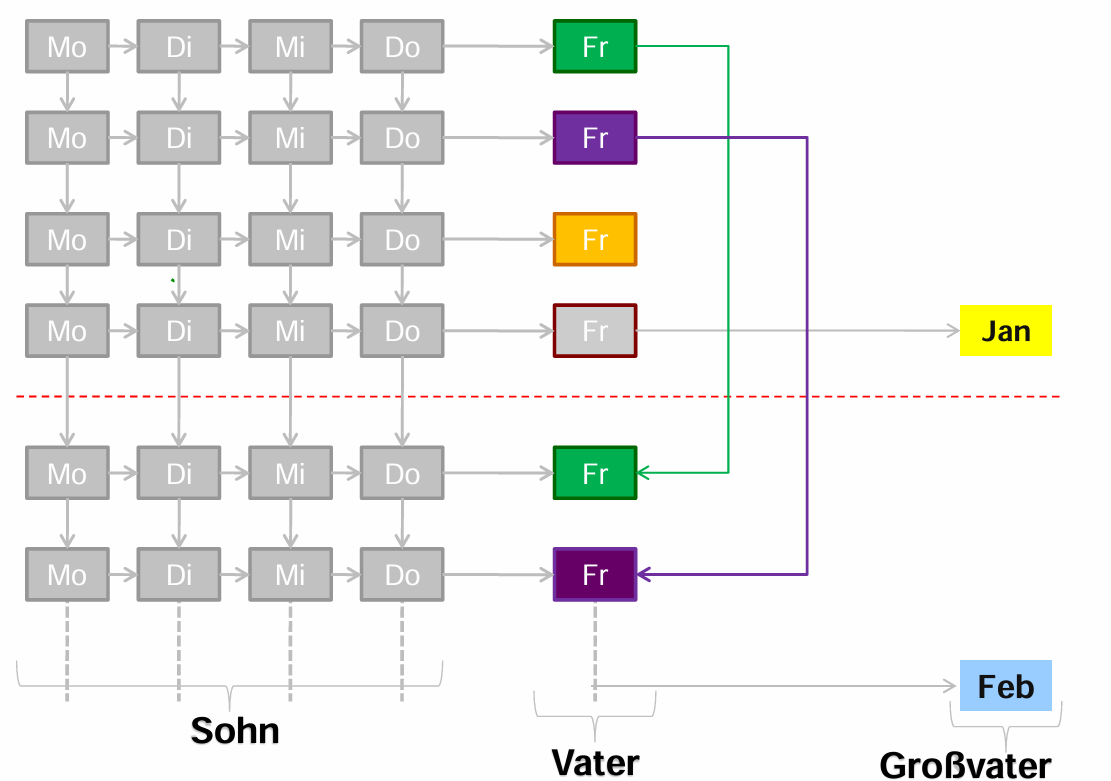 Mo Di Mi Do Fr
Mo Di Mi Do Fr
Mo Di Mi Do Fr
Mo Di Mi Do Fr Jan
Mo Di Mi Do Fr
Mo Di Mi Do Fr
Feb
Sohn
Vater
Großvater